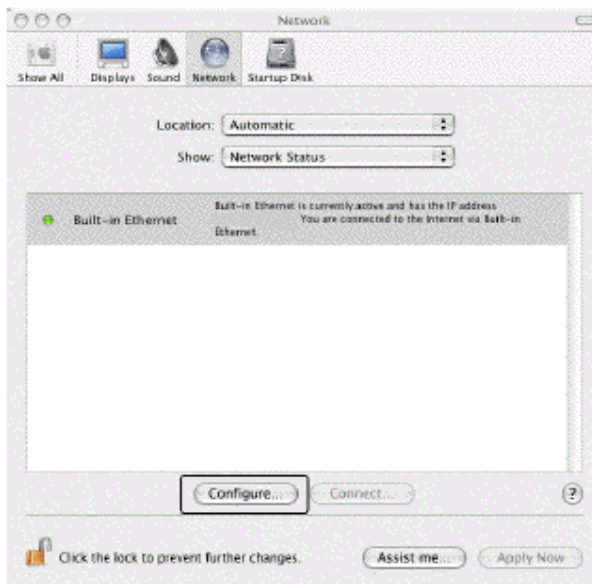 Network
Show All Displays Sound Network Startup Disk
Location: Automatic
Show: Network Status
Built-in Ethernet
Built-in Ethernet is currently active and has the IP address
You are connected to the Internet via Built-in
Ethernet.
Configure... Connect... ?
Click the lock to prevent further changes. Assist me... Apply Now